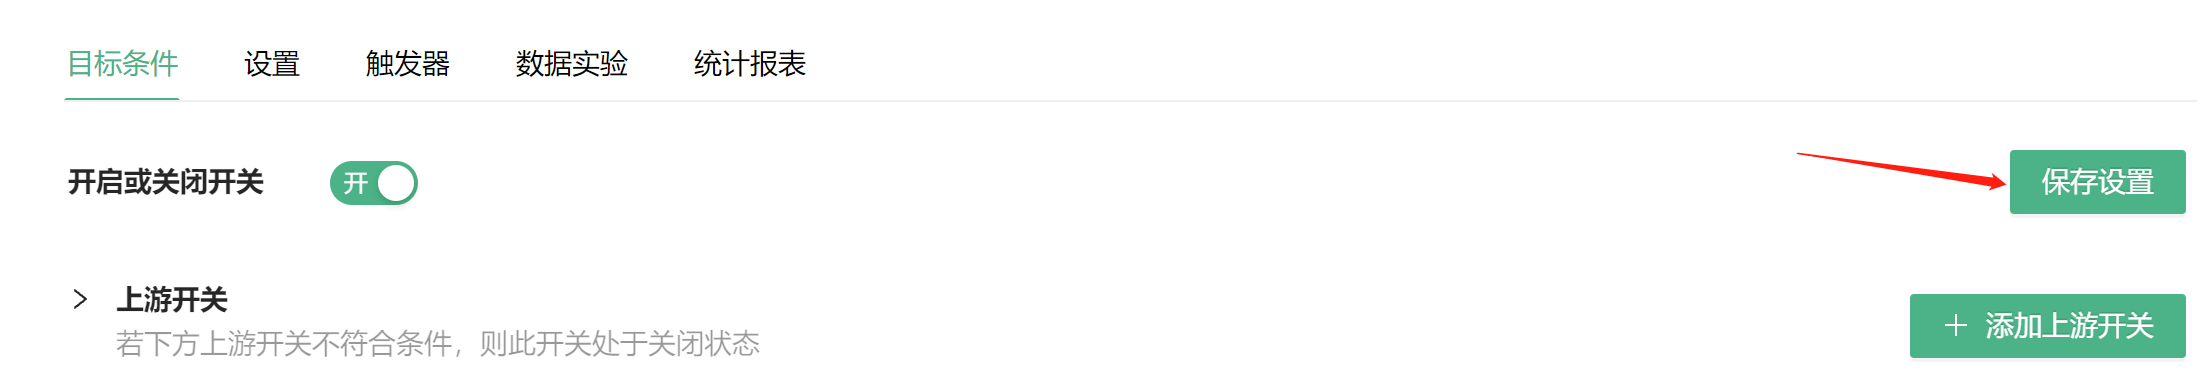 目标条件 设置 触发器 数据实验 统计报表
开启或关闭开关 开 保存设置
上游开关
若下方上游开关不符合条件，则此开关处于关闭状态
添加上游开关